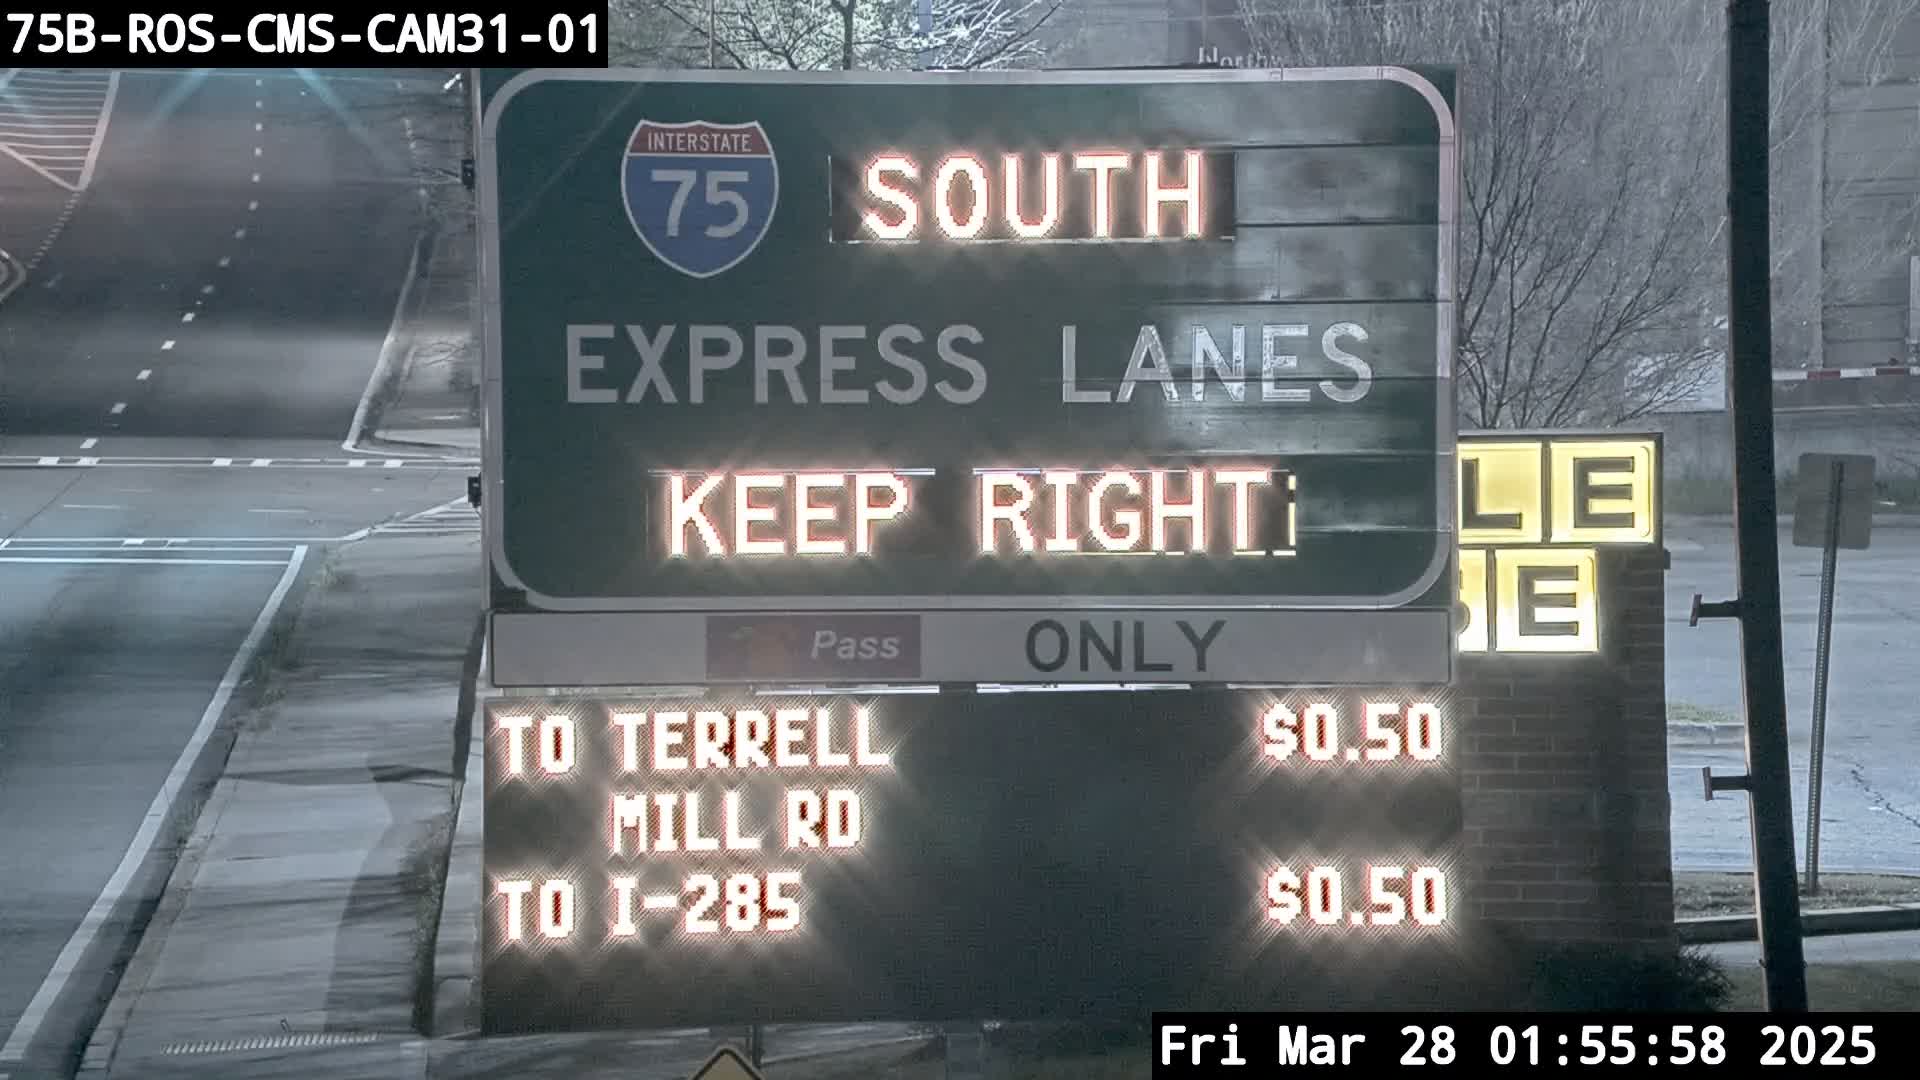 75B-ROS-CMS-CAM31-01
INTERSTATE
75
SOUTH
EXPRESS LANES
KEEP RIGHT
Pass ONLY
TO TERRELL $0.50
MILL RD
TO I-285 $0.50
LE
E
Fri Mar 28 01:55:58 2025